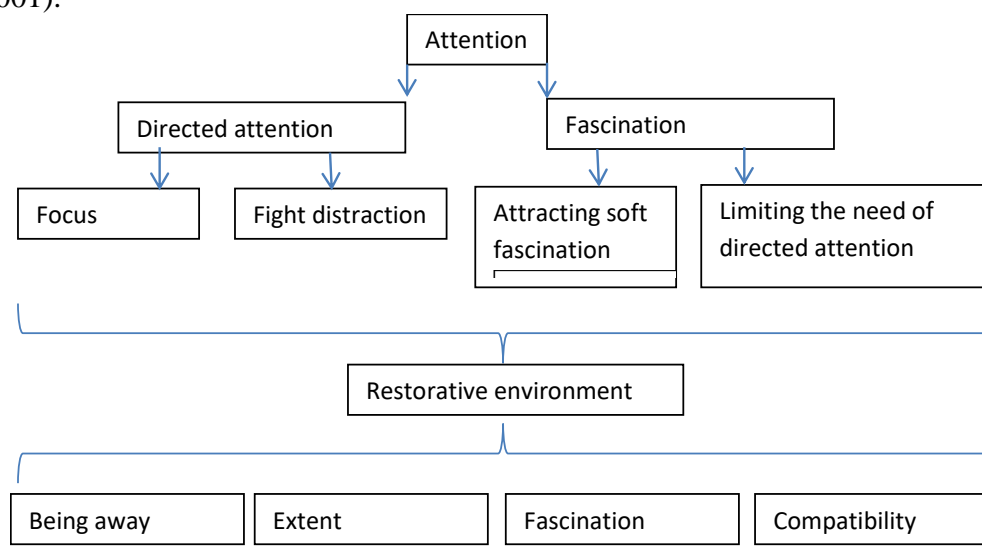 001).
Attention
Directed attention
Fascination
Focus
Fight distraction
Attracting soft
fascination
Limiting the need of
directed attention
Restorative environment
Being away
Extent
Fascination
Compatibility